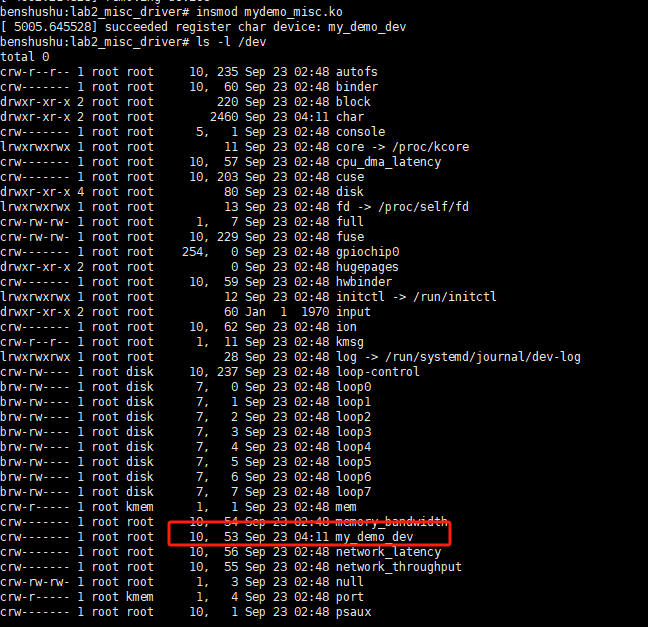 benshushu:lab2_misc_driver# insmod mydemo_misc.ko
[ 5005.645528] succeeded register char device: my_demo_dev
benshushu:lab2_misc_driver# ls -l /dev
total 0
crw-r--r-- 1 root root 10, 235 Sep 23 02:48 autofs
crw------- 1 root root 10, 60 Sep 23 02:48 binder
drwxr-xr-x 2 root root 220 Sep 23 02:48 block
drwxr-xr-x 2 root root 2460 Sep 23 04:11 char
crw------- 1 root root 5, 1 Sep 23 02:48 console
lrwxrwxrwx 1 root root 11 Sep 23 02:48 core -> /proc/kcore
crw------- 1 root root 10, 57 Sep 23 02:48 cpu_dma_latency
crw------- 1 root root 10, 203 Sep 23 02:48 cuse
drwxr-xr-x 4 root root 80 Sep 23 02:48 disk
lrwxrwxrwx 1 root root 13 Sep 23 02:48 fd -> /proc/self/fd
crw-rw-rw- 1 root root 1, 7 Sep 23 02:48 full
crw-rw-rw- 1 root root 10, 229 Sep 23 02:48 fuse
crw------- 1 root root 254, 0 Sep 23 02:48 gpiochip0
drwxr-xr-x 2 root root 0 Sep 23 02:48 hugepages
crw------- 1 root root 10, 59 Sep 23 02:48 hwbinder
lrwxrwxrwx 1 root root 12 Sep 23 02:48 initctl -> /run/initctl
drwxr-xr-x 2 root root 60 Jan 1 1970 input
crw------- 1 root root 10, 62 Sep 23 02:48 ion
crw-r--r-- 1 root root 1, 11 Sep 23 02:48 kmsg
lrwxrwxrwx 1 root root 28 Sep 23 02:48 log -> /run/systemd/journal/dev-log
crw-rw---- 1 root disk 10, 237 Sep 23 02:48 loop-control
brw-rw---- 1 root disk 7, 0 Sep 23 02:48 loop0
brw-rw---- 1 root disk 7, 1 Sep 23 02:48 loop1
brw-rw---- 1 root disk 7, 2 Sep 23 02:48 loop2
brw-rw---- 1 root disk 7, 3 Sep 23 02:48 loop3
brw-rw---- 1 root disk 7, 4 Sep 23 02:48 loop4
brw-rw---- 1 root disk 7, 5 Sep 23 02:48 loop5
brw-rw---- 1 root disk 7, 6 Sep 23 02:48 loop6
brw-rw---- 1 root disk 7, 7 Sep 23 02:48 loop7
crw-r----- 1 root kmem 1, 1 Sep 23 02:48 mem
crw------- 1 root root 10, 54 Sep 23 02:48 memory_bandwidth
crw------- 1 root root 10, 53 Sep 23 04:11 my_demo_dev
crw------- 1 root root 10, 56 Sep 23 02:48 network_latency
crw------- 1 root root 10, 55 Sep 23 02:48 network_throughput
crw-rw-rw- 1 root root 1, 3 Sep 23 02:48 null
crw-r----- 1 root kmem 1, 4 Sep 23 02:48 port
crw------- 1 root root 10, 1 Sep 23 02:48 psaux